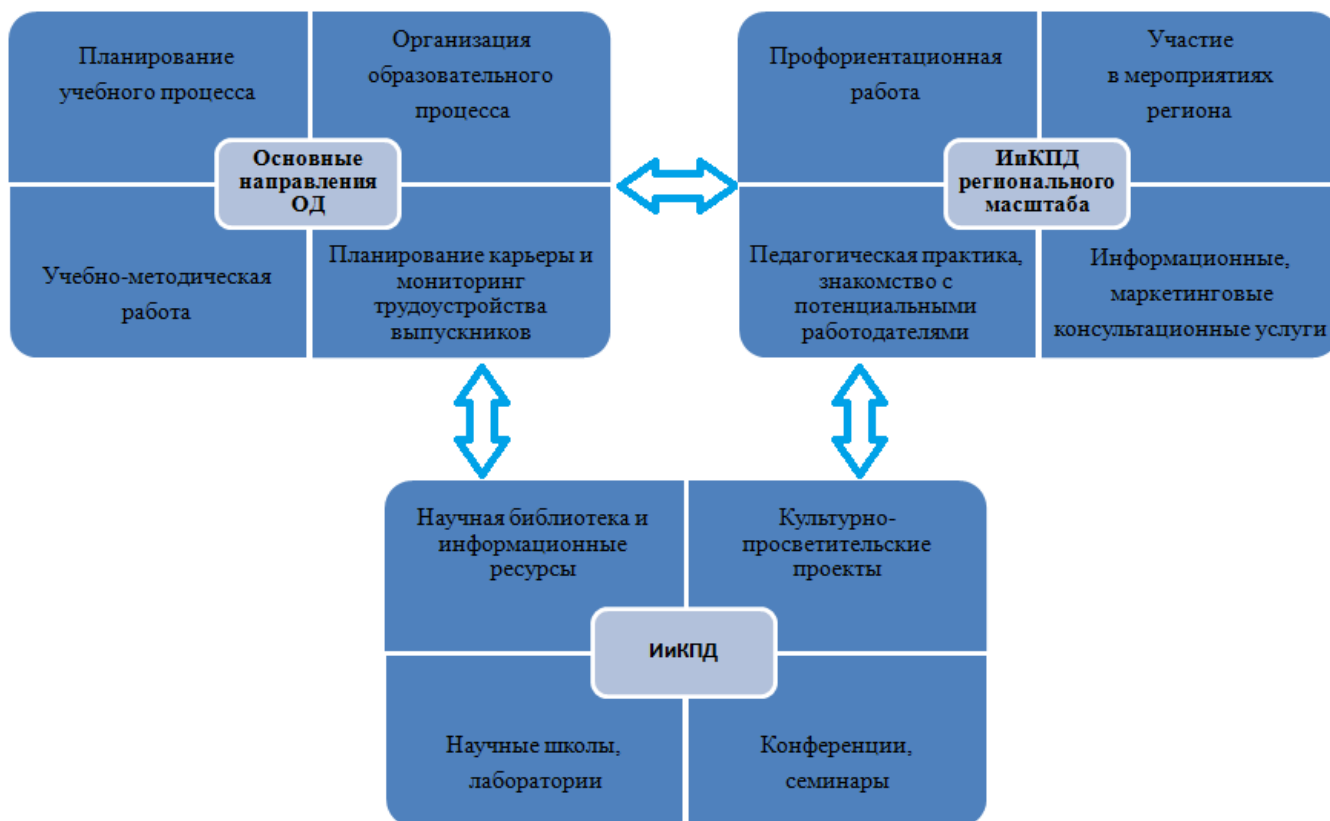 Планирование
учебного процесса
Организация
образовательного
процесса
Основные
направления
ОД
Учебно-методическая
работа
Планирование карьеры и
мониторинг
трудоустройства
выпускников
Профориентационная
работа
Участие
в мероприятиях
региона
ИиКПД
регионального
масштаба
Педагогическая практика,
знакомство с
потенциальными
работодателями
Информационные,
маркетинговые
консультационные услуги
Научная библиотека и
информационные
ресурсы
Культурно-
просветительские
проекты
ИиКПД
Научные школы,
лаборатории
Конференции,
семинары